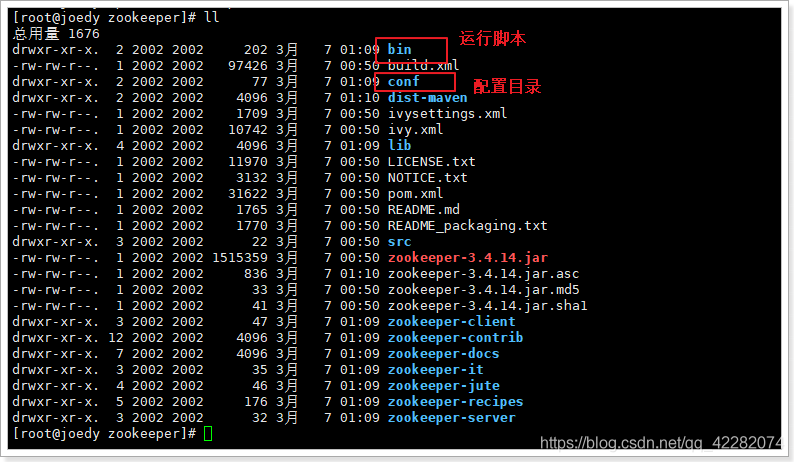 [root@joedy zookeeper]# ll
总用量 1676
drwxr-xr-x. 2 2002 2002 202 3月 7 01:09 bin 运行脚本
-rw-rw-r--. 1 2002 2002 97426 3月 7 00:50 build.xml
drwxr-xr-x. 2 2002 2002 77 3月 7 01:09 conf 配置目录
drwxr-xr-x. 2 2002 2002 4096 3月 7 01:10 dist-maven
-rw-rw-r--. 1 2002 2002 1709 3月 7 00:50 ivysettings.xml
-rw-rw-r--. 1 2002 2002 10742 3月 7 00:50 ivy.xml
drwxr-xr-x. 4 2002 2002 4096 3月 7 01:09 lib
-rw-rw-r--. 1 2002 2002 11970 3月 7 00:50 LICENSE.txt
-rw-rw-r--. 1 2002 2002 3132 3月 7 00:50 NOTICE.txt
-rw-rw-r--. 1 2002 2002 31622 3月 7 00:50 pom.xml
-rw-rw-r--. 1 2002 2002 1765 3月 7 00:50 README.md
-rw-rw-r--. 1 2002 2002 1770 3月 7 00:50 README_packaging.txt
drwxr-xr-x. 3 2002 2002 22 3月 7 00:50 src
-rw-rw-r--. 1 2002 2002 1515359 3月 7 00:50 zookeeper-3.4.14.jar
-rw-rw-r--. 1 2002 2002 836 3月 7 01:10 zookeeper-3.4.14.jar.asc
-rw-rw-r--. 1 2002 2002 33 3月 7 00:50 zookeeper-3.4.14.jar.md5
-rw-rw-r--. 1 2002 2002 41 3月 7 00:50 zookeeper-3.4.14.jar.sha1
drwxr-xr-x. 3 2002 2002 47 3月 7 01:09 zookeeper-client
drwxr-xr-x. 12 2002 2002 4096 3月 7 01:09 zookeeper-contrib
drwxr-xr-x. 7 2002 2002 4096 3月 7 01:09 zookeeper-docs
drwxr-xr-x. 3 2002 2002 35 3月 7 01:09 zookeeper-it
drwxr-xr-x. 4 2002 2002 46 3月 7 01:09 zookeeper-jute
drwxr-xr-x. 5 2002 2002 176 3月 7 01:09 zookeeper-recipes
drwxr-xr-x. 3 2002 2002 32 3月 7 01:09 zookeeper-server
[root@joedy zookeeper]#
https://blog.csdn.net/qq_42282074